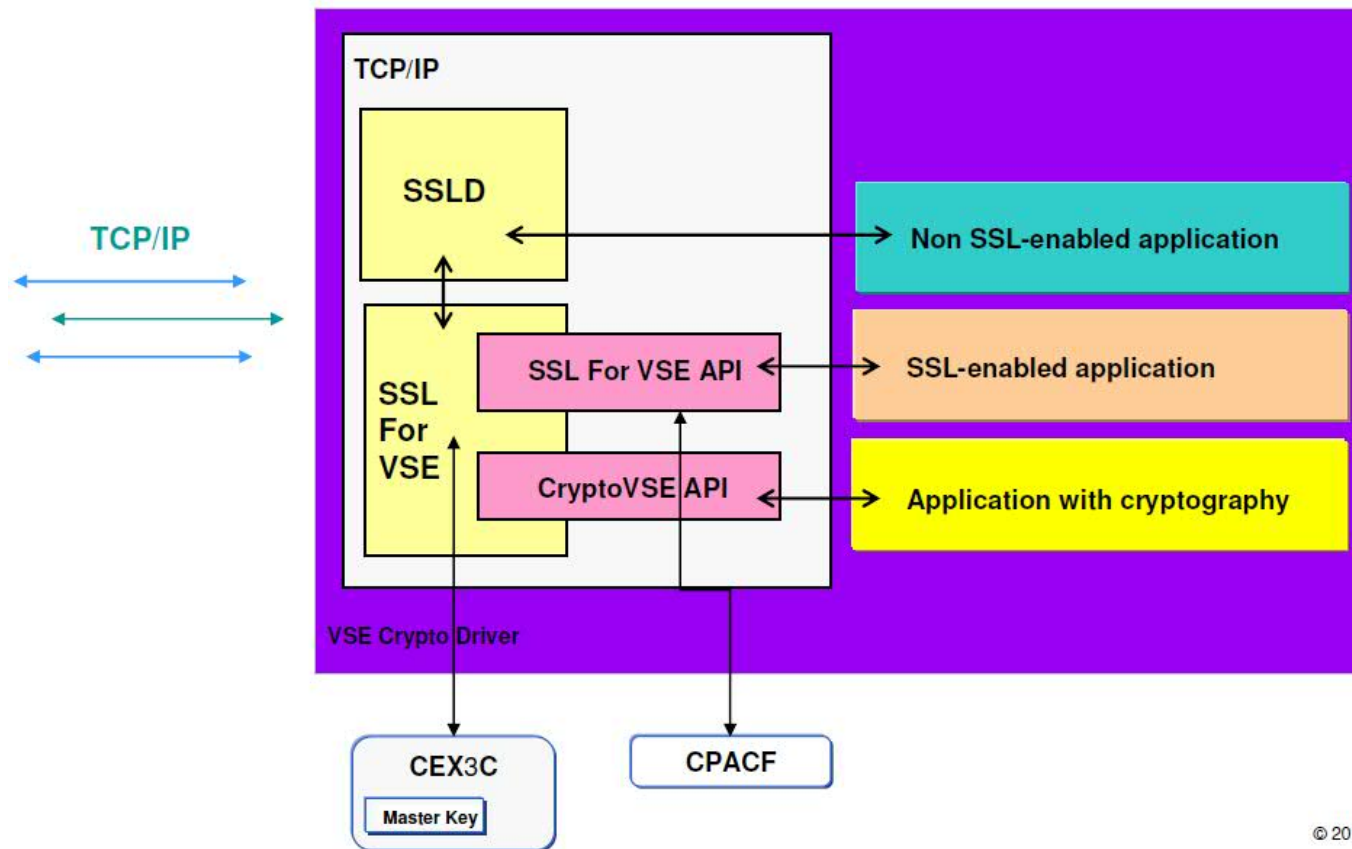 TCP/IP
SSLD
TCP/IP
Non SSL-enabled application
SSL For VSE API
SSL-enabled application
SSL
For
VSE
CryptoVSE API
Application with cryptography
VSE Crypto Driver
CEX3C
Master Key
CPACF
© 20